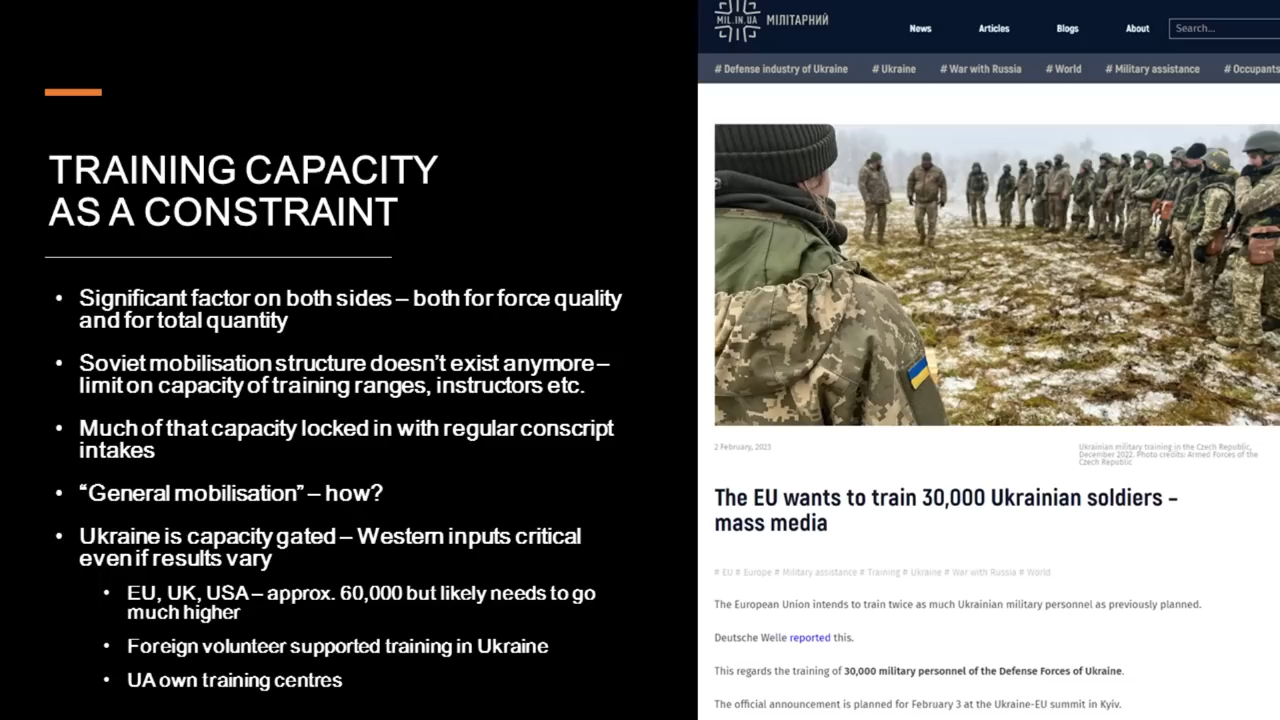 TRAINING CAPACITY
AS A CONSTRAINT
• Significant factor on both sides – both for force quality
and for total quantity
• Soviet mobilisation structure doesn't exist anymore –
limit on capacity of training ranges, instructors etc.
• Much of that capacity locked in with regular conscript
intakes
• “General mobilisation” – how?
• Ukraine is capacity gated – Western inputs critical
even if results vary
• EU, UK, USA – approx. 60,000 but likely needs to go
much higher
• Foreign volunteer supported training in Ukraine
• UA own training centres
MIL.IN.UA МІЛІТАРНИЙ
News Articles Blogs About Search...
# Defense industry of Ukraine # Ukraine # War with Russia # World # Military assistance # Occupants
2 February, 2023
Ukrainian military training in the Czech Republic,
December 2022. Photo credits: Armed Forces of the
Czech Republic
The EU wants to train 30,000 Ukrainian soldiers –
mass media
# EU # Europe # Military assistance # Training # Ukraine # War with Russia # World
The European Union intends to train twice as much Ukrainian military personnel as previously planned.
Deutsche Welle reported this.
This regards the training of 30,000 military personnel of the Defense Forces of Ukraine.
The official announcement is planned for February 3 at the Ukraine-EU summit in Kyiv.